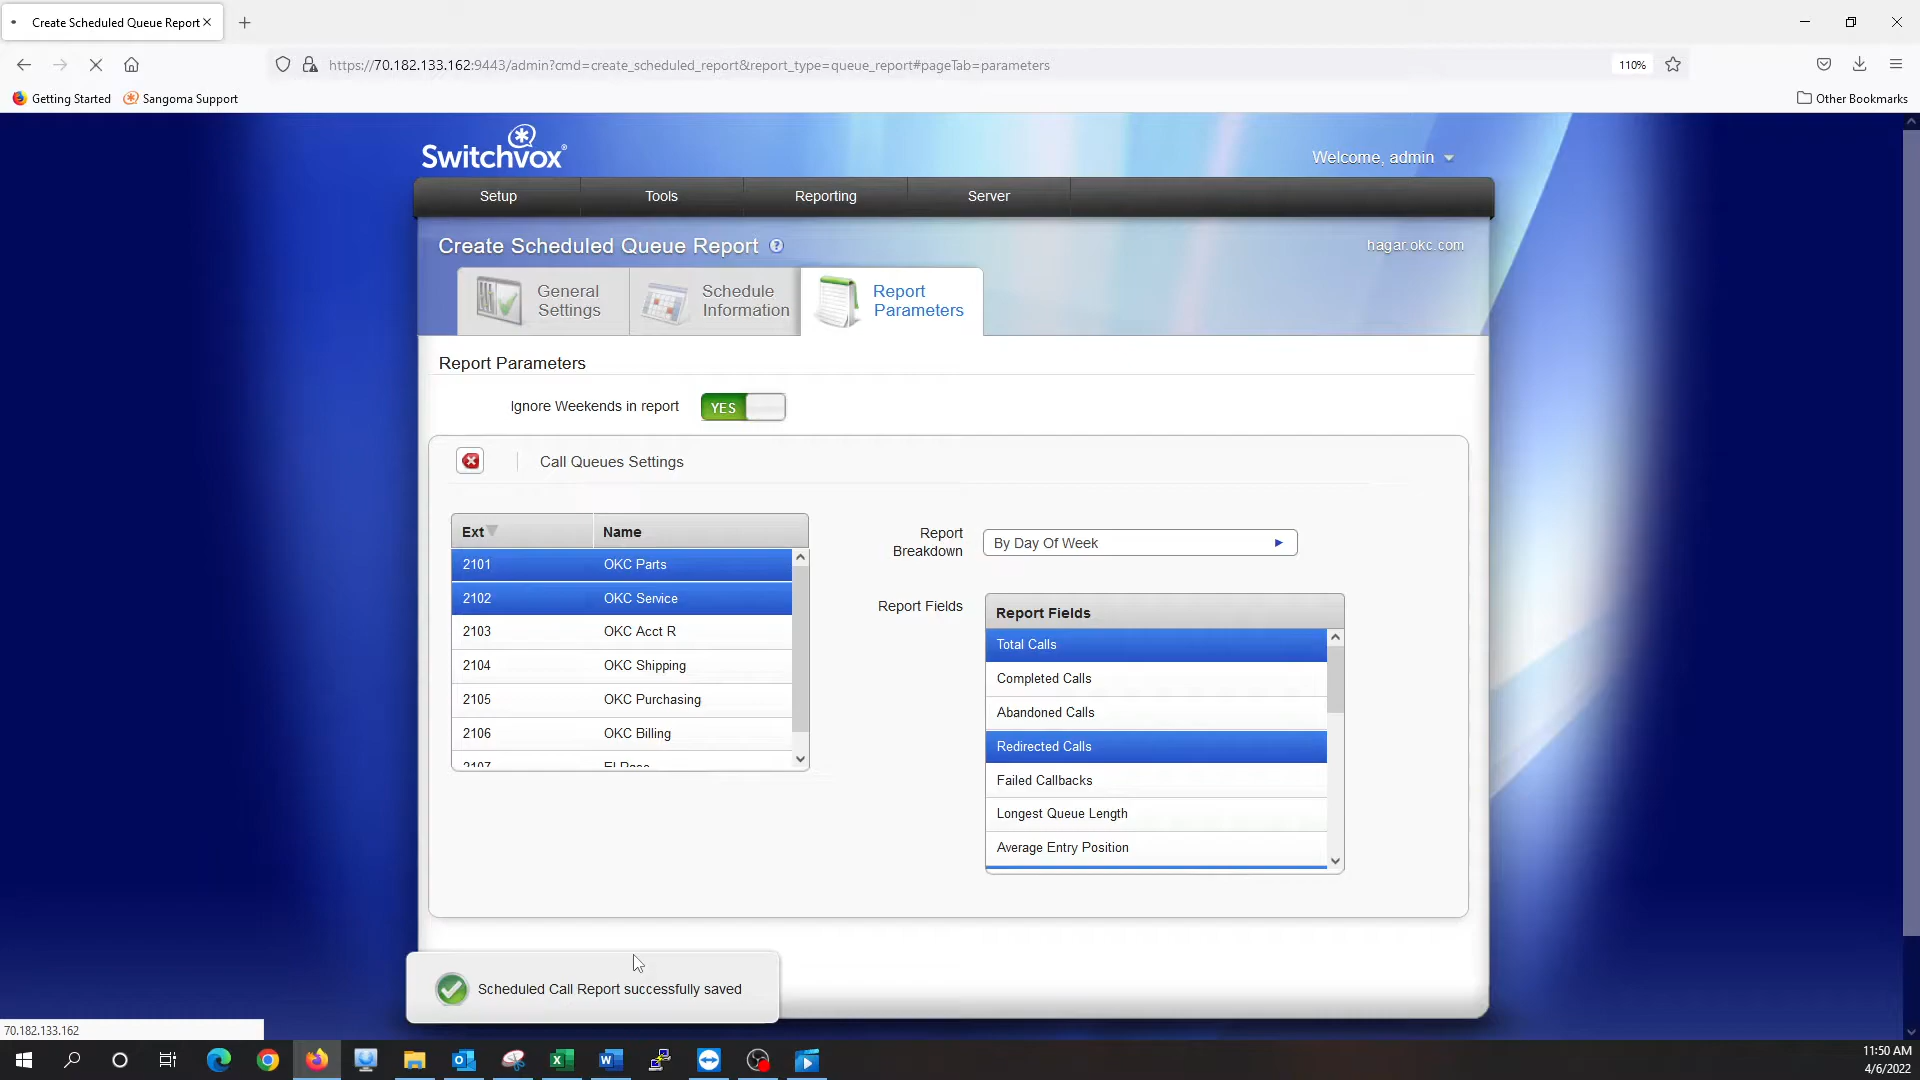 Create Scheduled Queue Report
https://70.182.133.162:9443/admin?cmd=create_scheduled_report&report_type=queue_report#pageTab=parameters
110%
Getting Started
Sangoma Support
Other Bookmarks
Switchvox
Welcome, admin
Setup
Tools
Reporting
Server
Create Scheduled Queue Report ?
hagar.okc.com
General
Settings
Schedule
Information
Report
Parameters
Report Parameters
Ignore Weekends in report
YES
Call Queues Settings
Ext
Name
2101 OKC Parts
2102 OKC Service
2103 OKC Acct R
2104 OKC Shipping
2105 OKC Purchasing
2106 OKC Billing
2107 El Paso
Report
Breakdown
By Day Of Week
Report Fields
Report Fields
Total Calls
Completed Calls
Abandoned Calls
Redirected Calls
Failed Callbacks
Longest Queue Length
Average Entry Position
Scheduled Call Report successfully saved
70.182.133.162
11:50 AM
4/6/2022